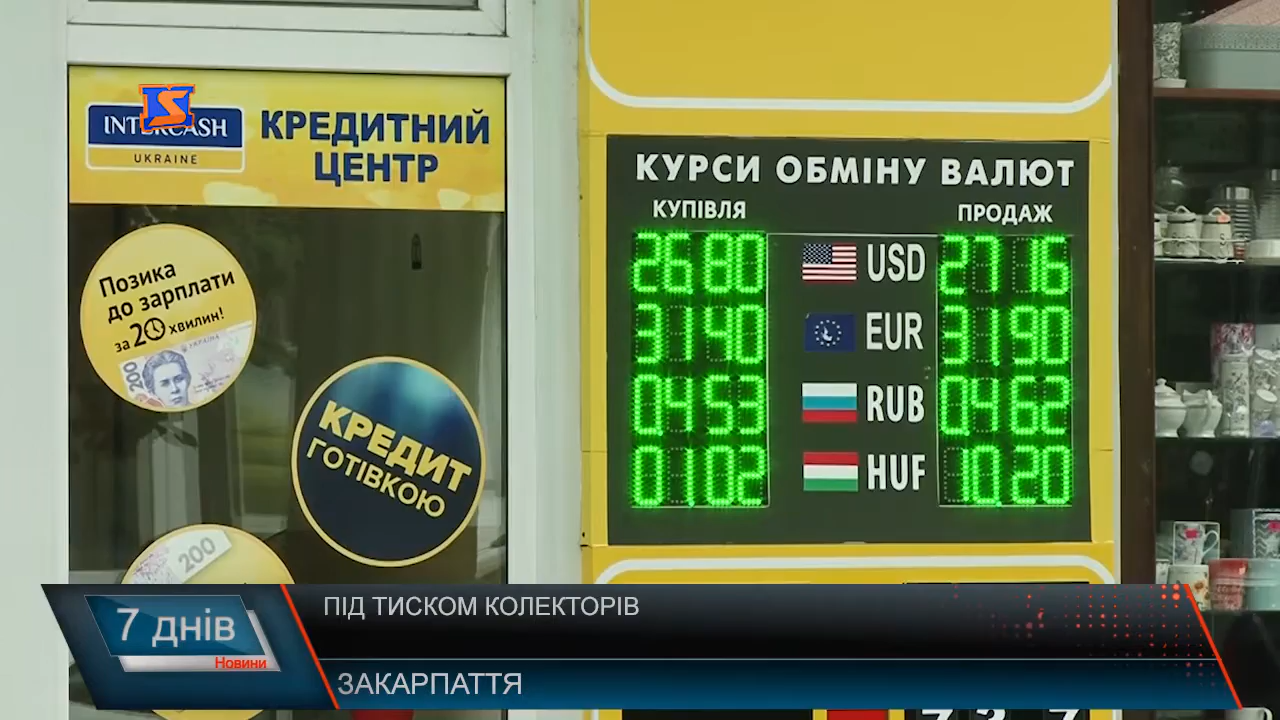 INTERCASH
UKRAINE
КРЕДИТНИЙ
ЦЕНТР
Позика
до зарплати
за 20 хвилин!
УКРАЇНА
200
КРЕДИТ
ГОТІВКОЮ
200
КУРСИ ОБМІНУ ВАЛЮТ
КУПІВЛЯ ПРОДАЖ
26.80 USD 27.16
31.40 EUR 31.90
04.53 RUB 04.62
01.02 HUF 10.20
7 днів
Новини
ПІД ТИСКОМ КОЛЕКТОРІВ
ЗАКАРПАТТЯ